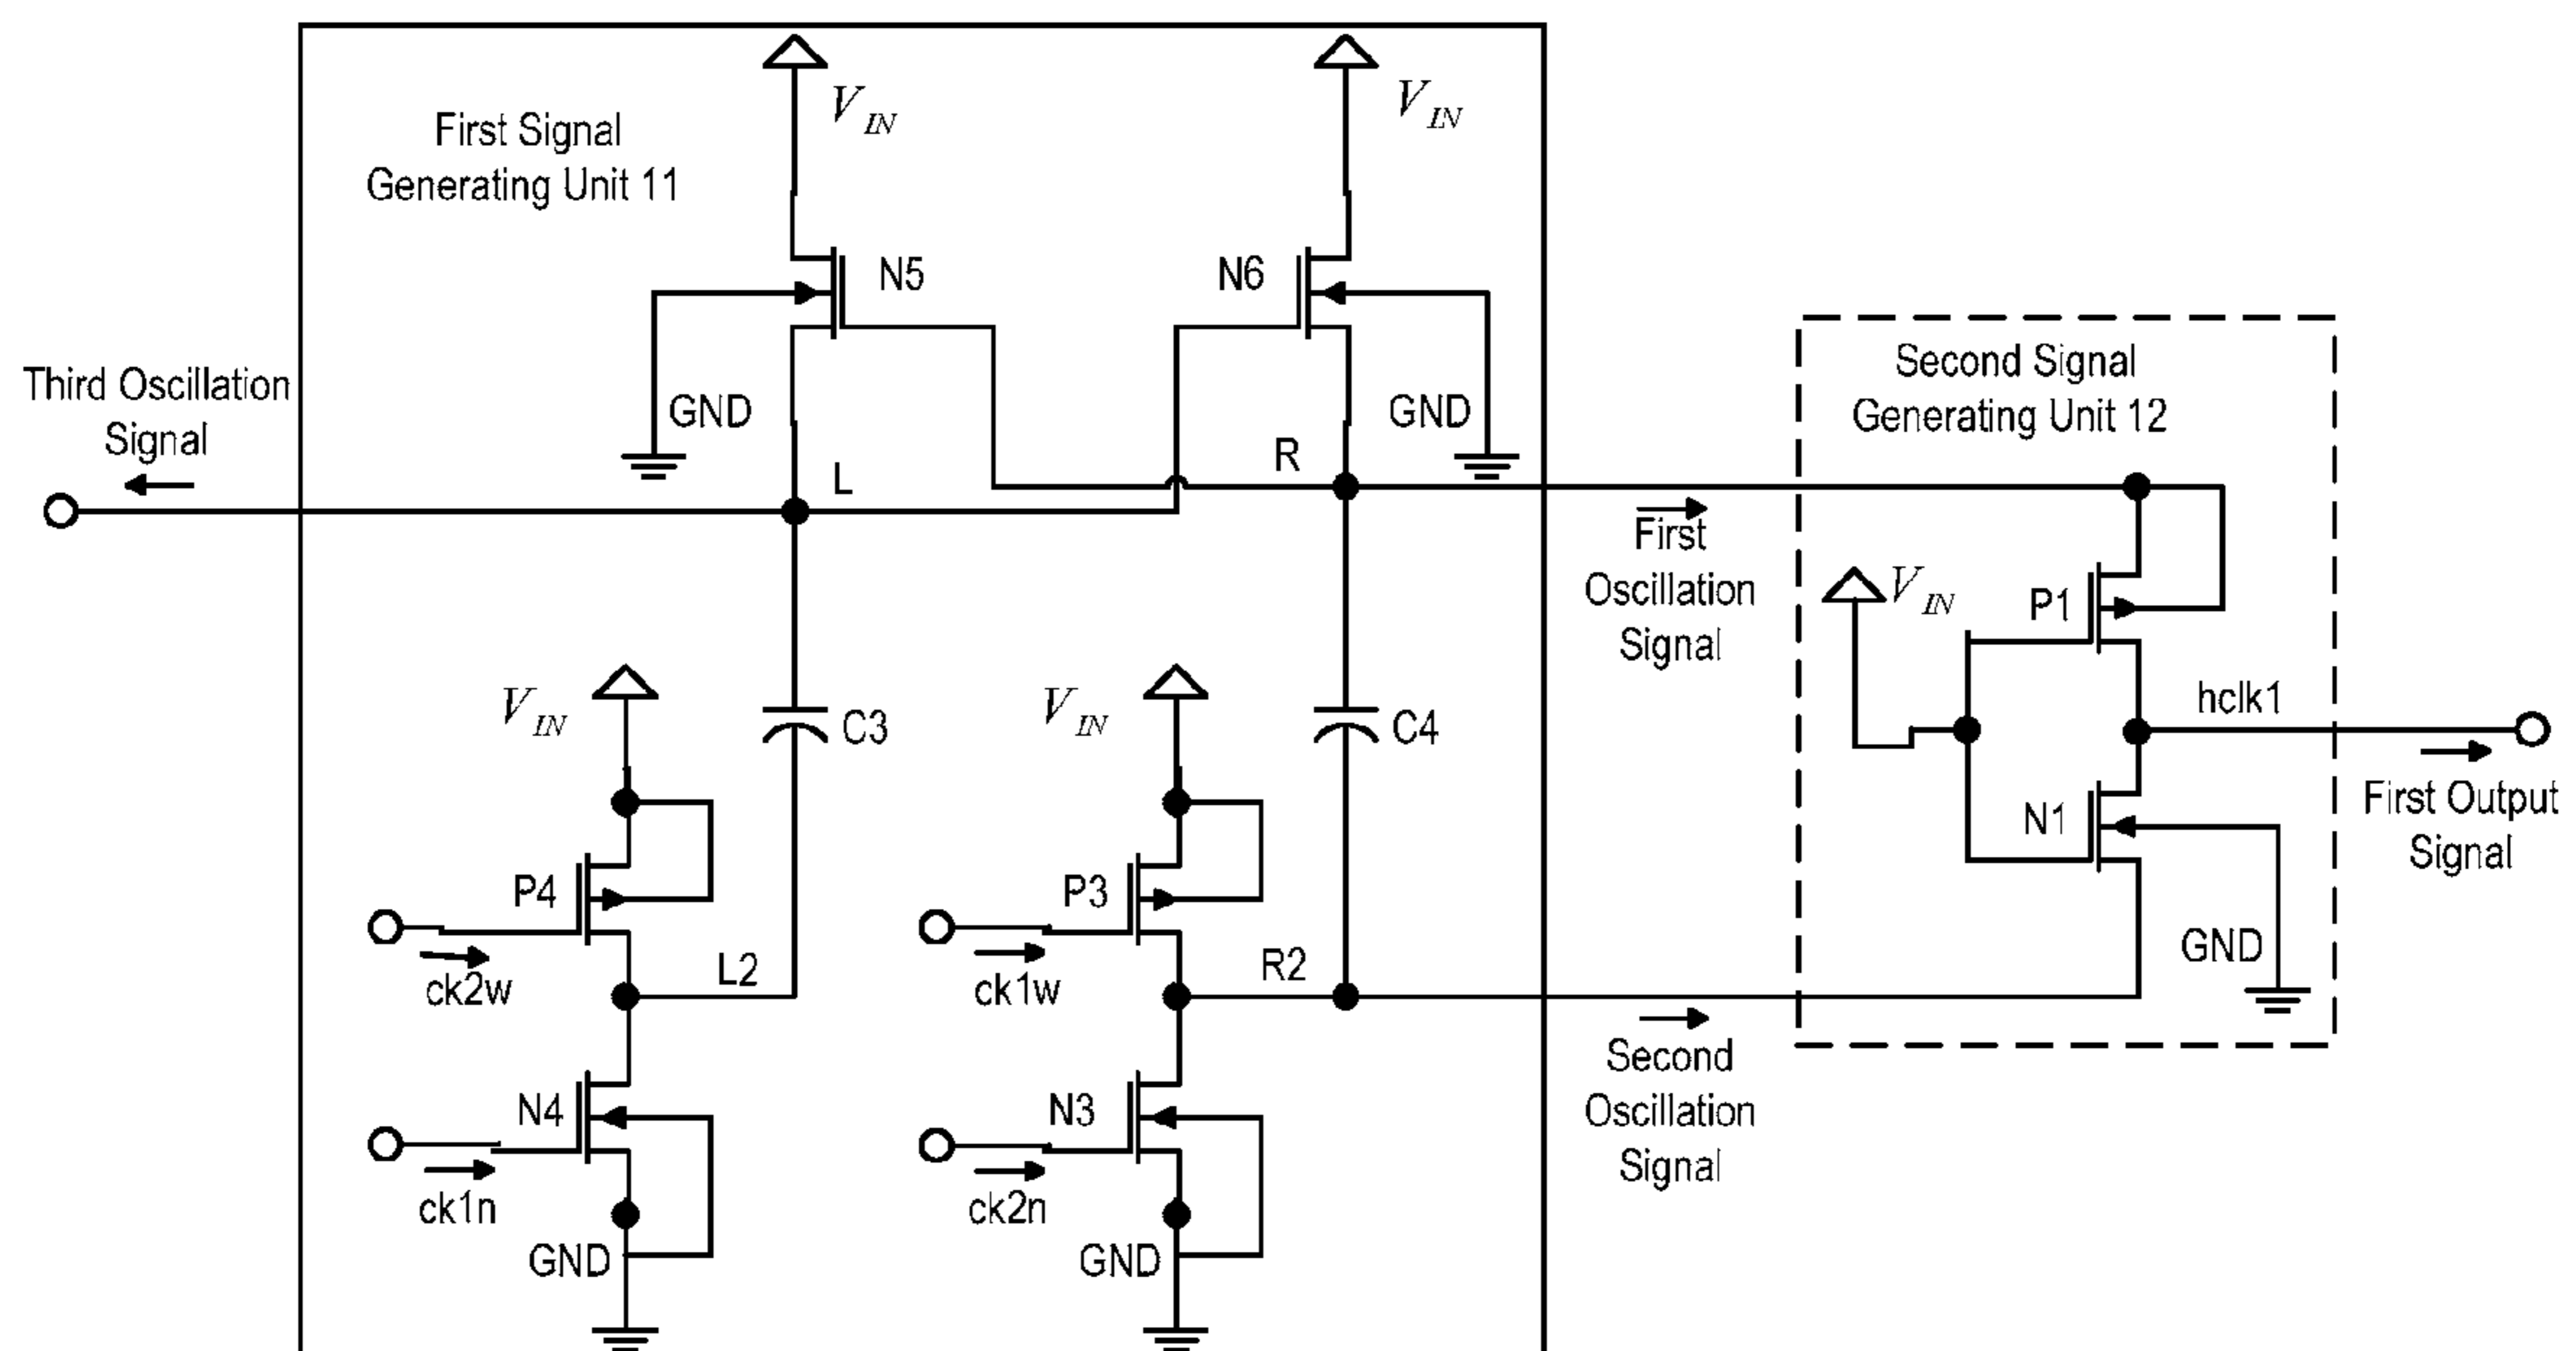 V_IN
V_IN
First Signal
Generating Unit 11
N5
N6
Third Oscillation
Signal
GND
GND
L
R
Second Signal
Generating Unit 12
First
Oscillation
Signal
V_IN
P1
V_IN
V_IN
C3
C4
hclk1
P4
P3
N1
First Output
Signal
ck2w
L2
ck1w
R2
GND
Second
Oscillation
Signal
N4
N3
ck1n
ck2n
GND
GND